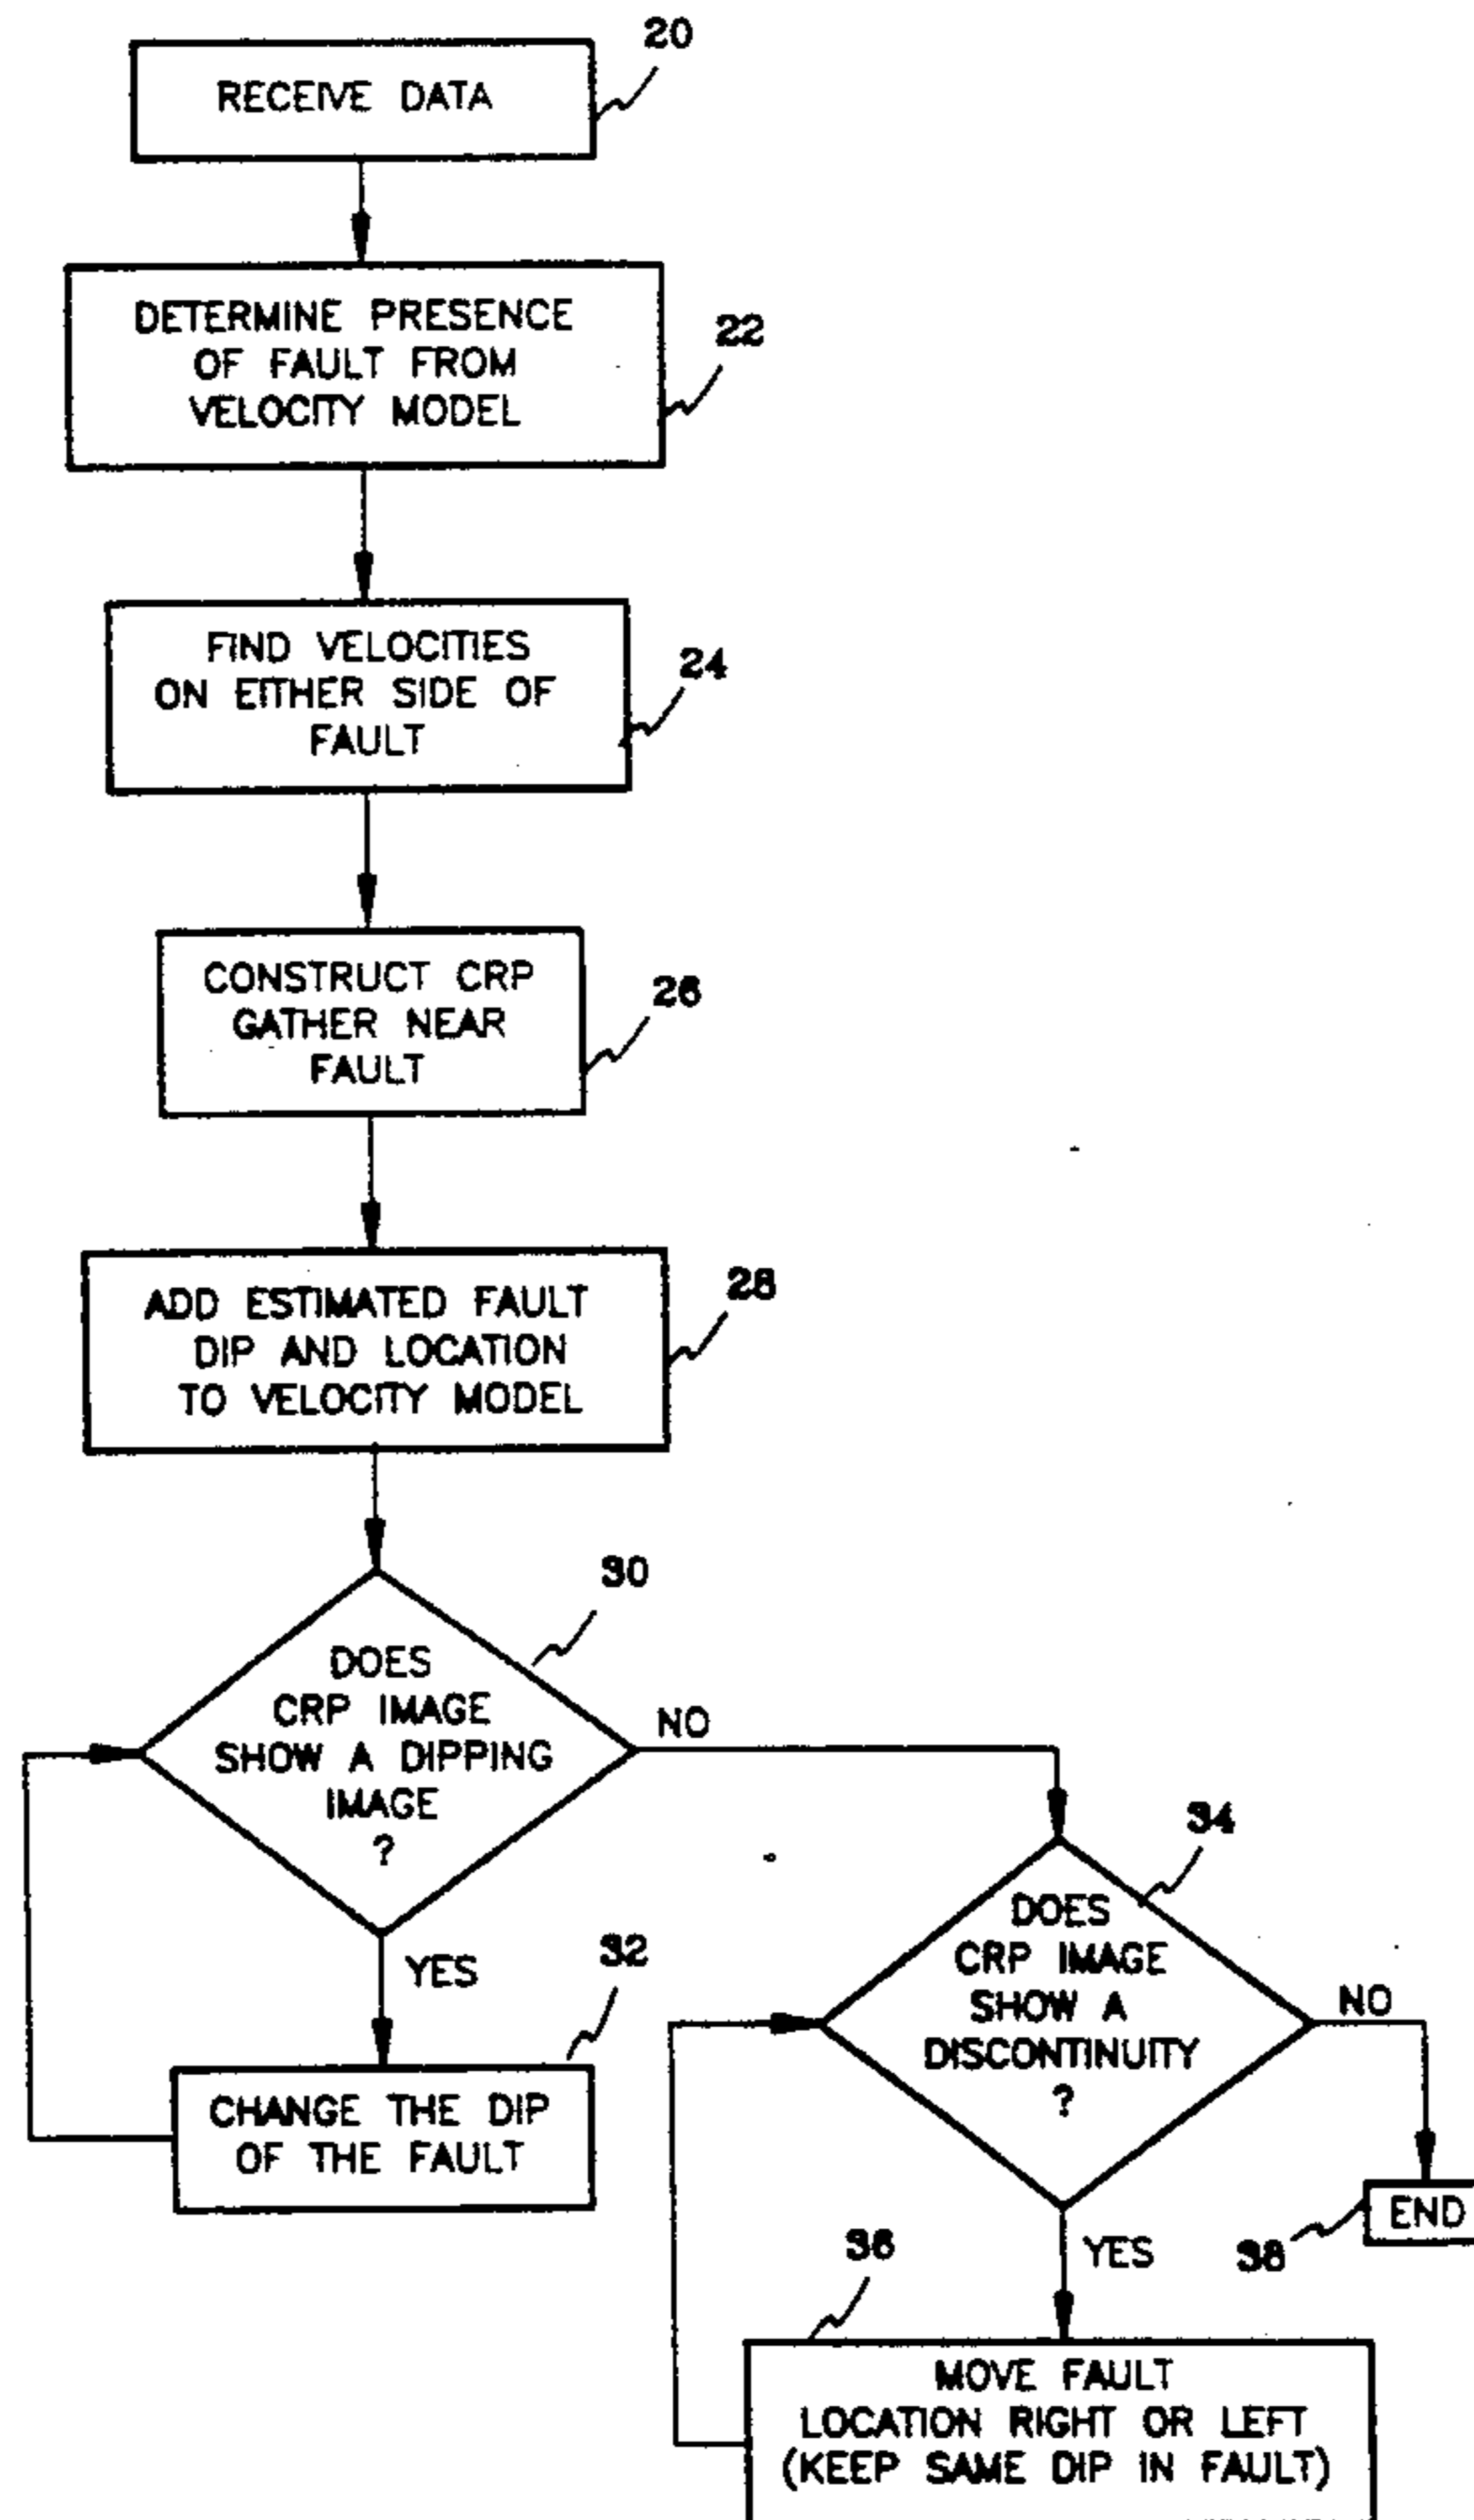 20
RECEIVE DATA
DETERMINE PRESENCE
OF FAULT FROM
VELOCITY MODEL
22
FIND VELOCITIES
ON EITHER SIDE OF
FAULT
24
CONSTRUCT CRP
GATHER NEAR
FAULT
26
ADD ESTIMATED FAULT
DIP AND LOCATION
TO VELOCITY MODEL
28
30
DOES
CRP IMAGE
SHOW A DIPPING
IMAGE
?
NO
YES
32
CHANGE THE DIP
OF THE FAULT
34
DOES
CRP IMAGE
SHOW A
DISCONTINUITY
?
NO
YES
38
END
36
MOVE FAULT
LOCATION RIGHT OR LEFT
(KEEP SAME DIP IN FAULT)